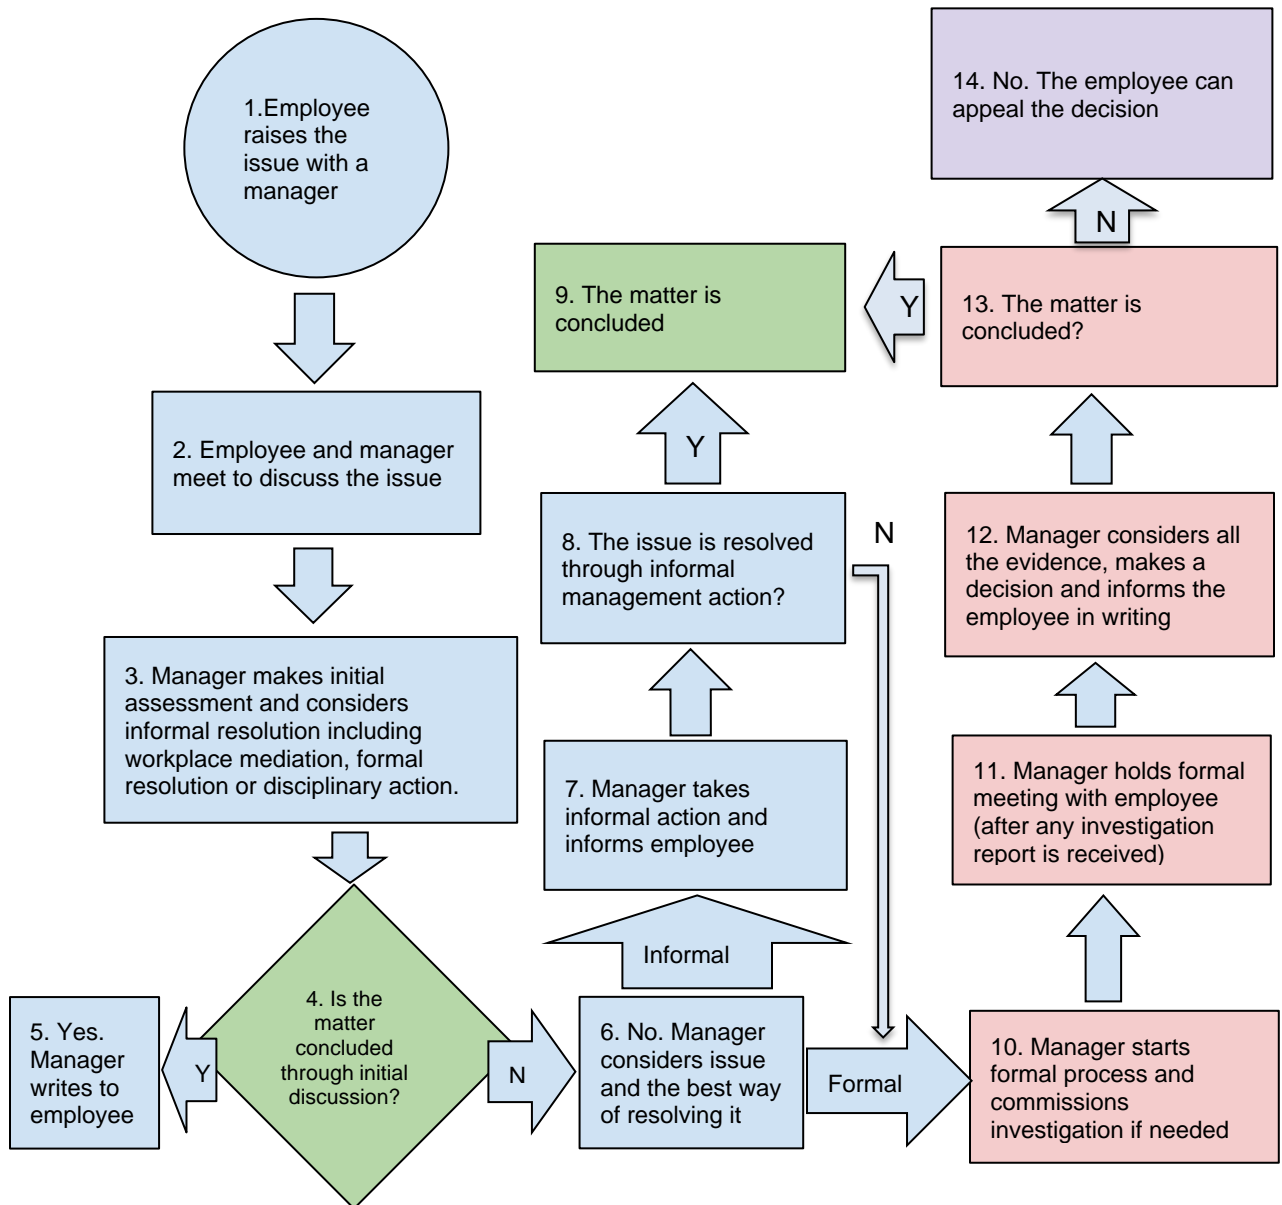 1.Employee
raises the
issue with a
manager
2. Employee and manager
meet to discuss the issue
3. Manager makes initial
assessment and considers
informal resolution including
workplace mediation, formal
resolution or disciplinary action.
4. Is the
matter
concluded
through initial
discussion?
Y
5. Yes.
Manager
writes to
employee
N
6. No. Manager
considers issue
and the best way
of resolving it
Informal
7. Manager takes
informal action and
informs employee
8. The issue is resolved
through informal
management action?
Y
N
9. The matter is
concluded
Formal
10. Manager starts
formal process and
commissions
investigation if needed
11. Manager holds formal
meeting with employee
(after any investigation
report is received)
12. Manager considers all
the evidence, makes a
decision and informs the
employee in writing
13. The matter is
concluded?
Y
N
14. No. The employee can
appeal the decision